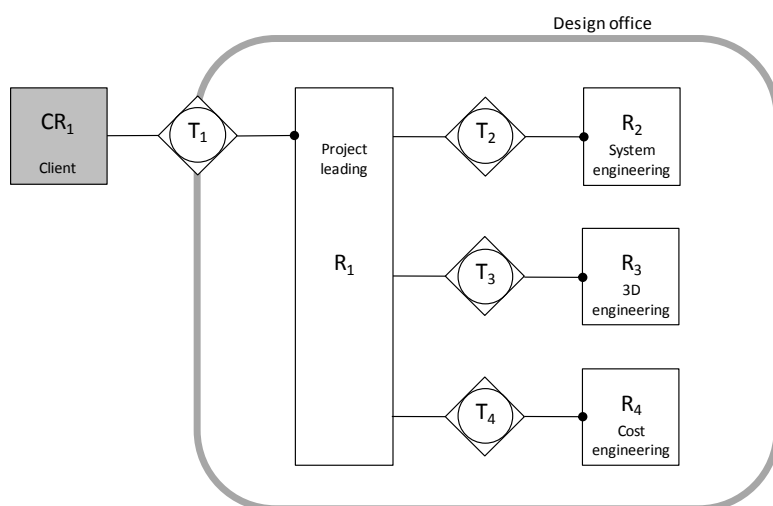 Design office
CR₁
Client
T₁
Project
leading
R₁
T₂
R₂
System
engineering
T₃
R₃
3D
engineering
T₄
R₄
Cost
engineering